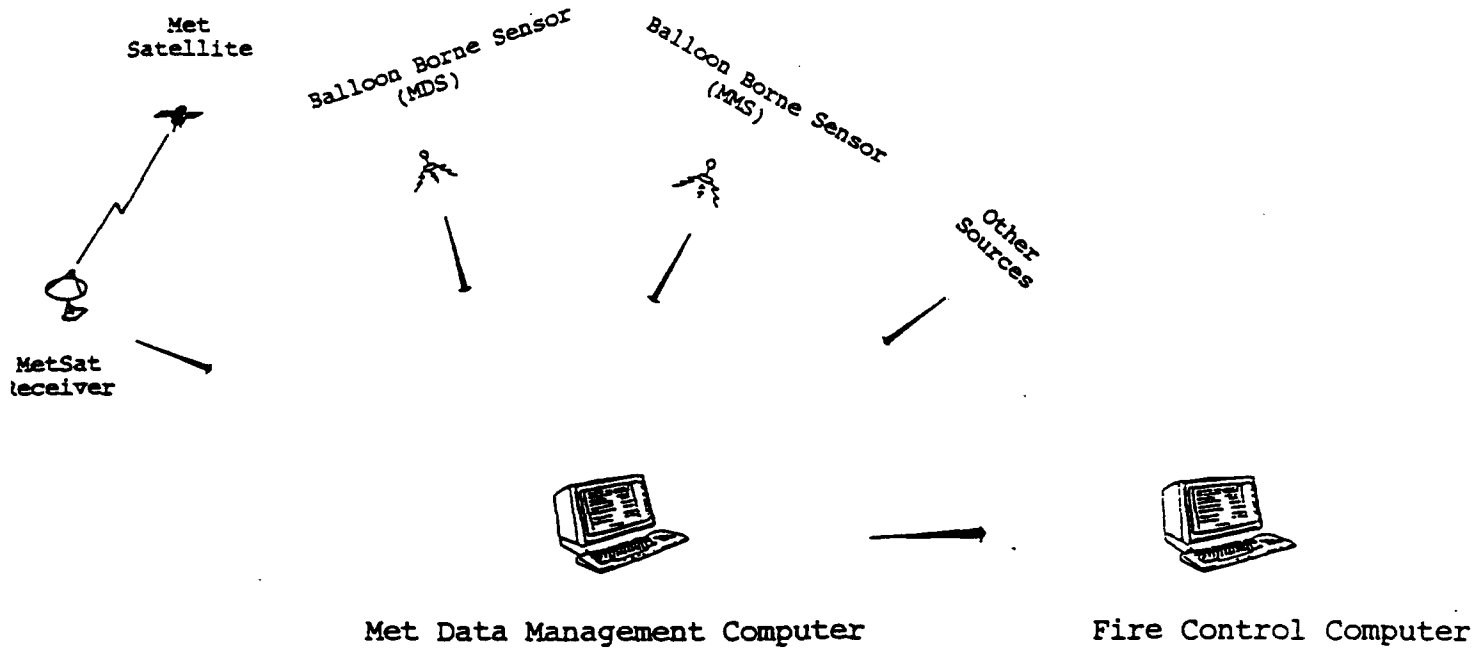 Met
Satellite
Balloon Borne Sensor
(MDS)
Balloon Borne Sensor
(MMS)
Other
Sources
MetSat
eceiver
Met Data Management Computer
Fire Control Computer